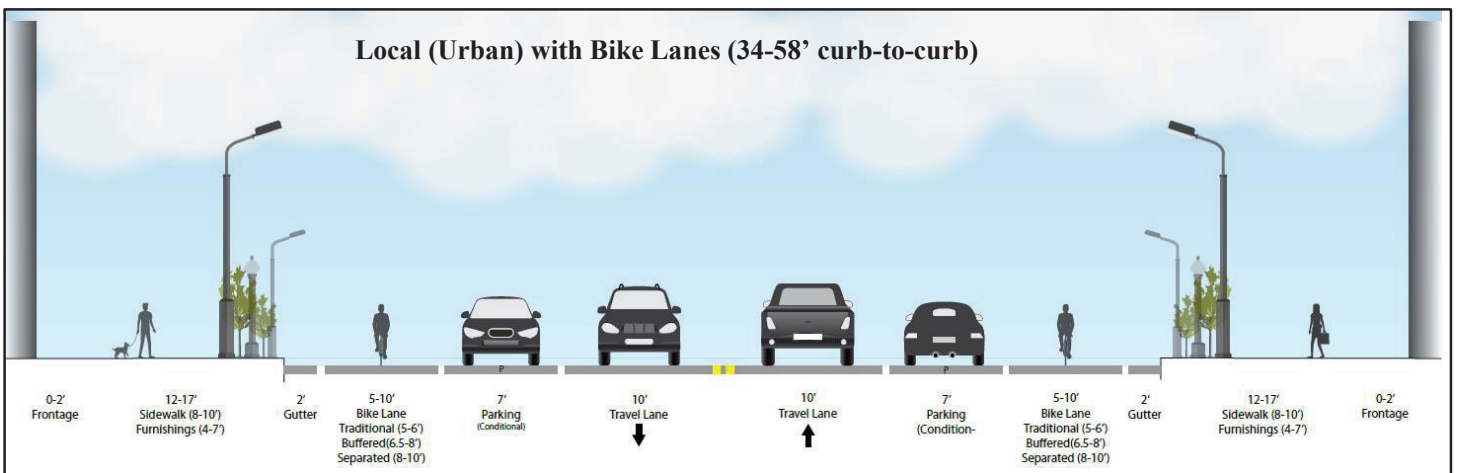 Local (Urban) with Bike Lanes (34-58’ curb-to-curb)
P
P
0-2’
Frontage
12-17’
Sidewalk (8-10’)
Furnishings (4-7’)
2’
Gutter
5-10’
Bike Lane
Traditional (5-6’)
Buffered(6.5-8’)
Separated (8-10’)
7’
Parking
(Conditional)
10’
Travel Lane
10’
Travel Lane
7’
Parking
(Condition-
5-10’
Bike Lane
Traditional (5-6’)
Buffered(6.5-8’)
Separated (8-10’)
2’
Gutter
12-17’
Sidewalk (8-10’)
Furnishings (4-7’)
0-2’
Frontage